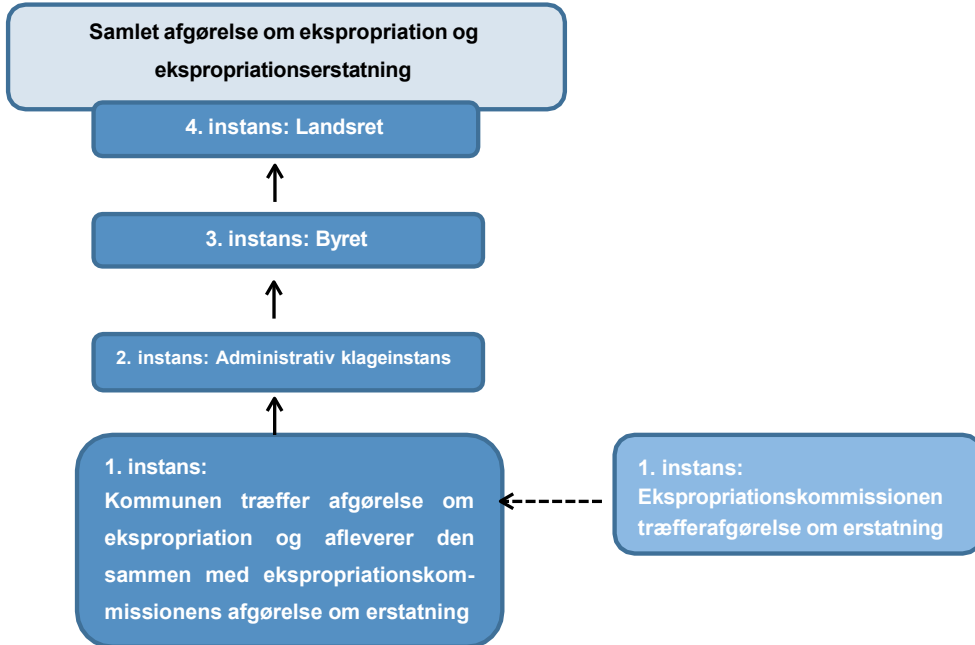 Samlet afgørelse om ekspropriation og
ekspropriationserstatning
4. instans: Landsret
3. instans: Byret
2. instans: Administrativ klageinstans
1. instans:
Kommunen træffer afgørelse om
ekspropriation og afleverer den
sammen med ekspropriationskom-
missionens afgørelse om erstatning
1. instans:
Ekspropriationskommissionen
træfferafgørelse om erstatning